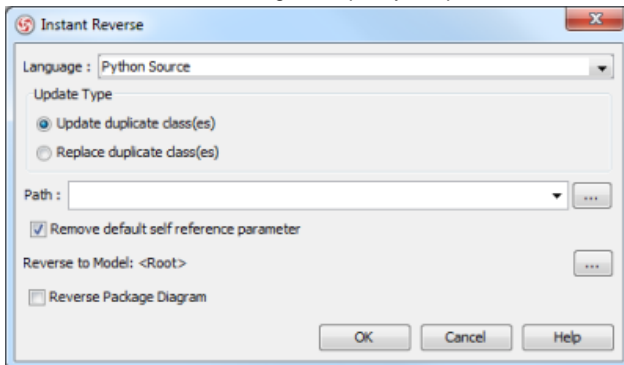 Instant Reverse
Language : Python Source
Update Type
Update duplicate class(es)
Replace duplicate class(es)
Path :
...
Remove default self reference parameter
Reverse to Model: <Root>
...
Reverse Package Diagram
OK Cancel Help